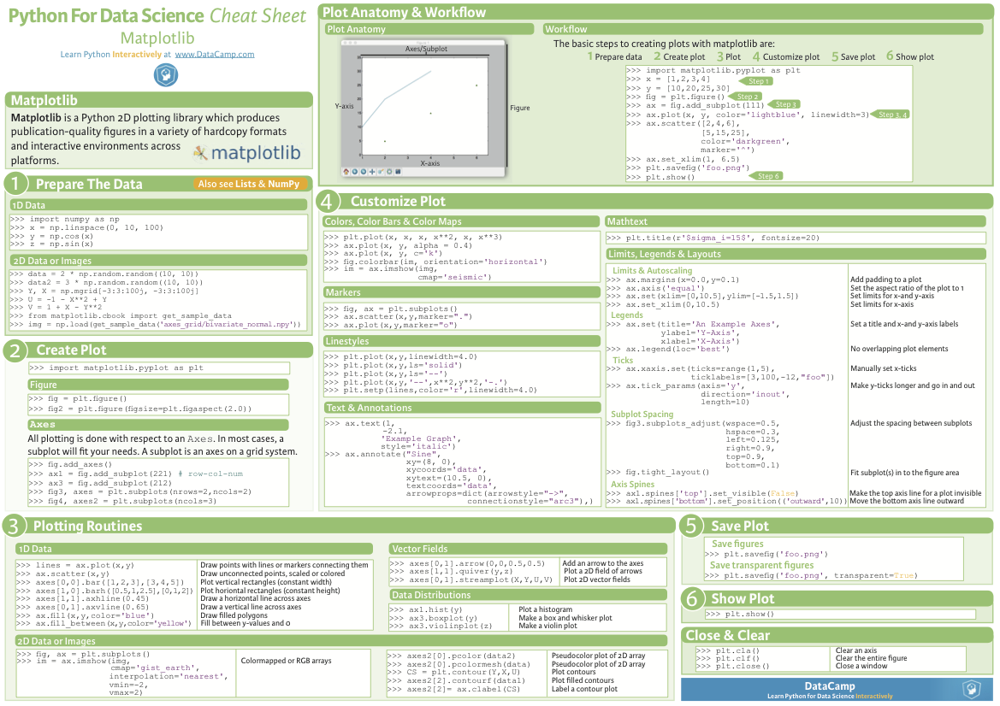 Python For Data Science Cheat Sheet
Matplotlib
Learn Python Interactively at www.DataCamp.com
Matplotlib
Matplotlib is a Python 2D plotting library which produces
publication-quality figures in a variety of hardcopy formats
and interactive environments across
platforms.
matplotlib
1 Prepare The Data
Also see Lists & NumPy
1D Data
>>> import numpy as np
>>> x = np.linspace(0, 10, 100)
>>> y = np.cos(x)
>>> z = np.sin(x)
2D Data or Images
>>> data = 2 * np.random.random((10, 10))
>>> data2 = 3 * np.random.random((10, 10))
>>> Y, X = np.mgrid[-3:3:100j, -3:3:100j]
>>> U = -1 - X**2 + Y
>>> V = 1 + X - Y**2
>>> from matplotlib.cbook import get_sample_data
>>> img = np.load(get_sample_data('axes_grid/bivariate_normal.npy'))
2 Create Plot
>>> import matplotlib.pyplot as plt
Figure
>>> fig = plt.figure()
>>> fig2 = plt.figure(figsize=plt.figaspect(2.0))
Axes
All plotting is done with respect to an Axes. In most cases, a
subplot will fit your needs. A subplot is an axes on a grid system.
>>> fig.add_axes()
>>> ax1 = fig.add_subplot(221) # row-col-num
>>> ax3 = fig.add_subplot(212)
>>> fig3, axes = plt.subplots(nrows=2,ncols=2)
>>> fig4, axes2 = plt.subplots(ncols=3)
Plot Anatomy & Workflow
Plot Anatomy
Axes/Subplot
Y-axis
Figure
X-axis
Workflow
The basic steps to creating plots with matplotlib are:
1 Prepare data 2 Create plot 3 Plot 4 Customize plot 5 Save plot 6 Show plot
>>> import matplotlib.pyplot as plt
>>> x = [1,2,3,4]
>>> y = [10,20,25,30]
Step 1
>>> fig = plt.figure() Step 2
>>> ax = fig.add_subplot(111) Step 3
>>> ax.plot(x, y, color='lightblue', linewidth=3) Step 3, 4
>>> ax.scatter([2,4,6],
[5,15,25],
color='darkgreen',
marker='^')
>>> ax.set_xlim(1, 6.5)
>>> plt.savefig('foo.png')
>>> plt.show() Step 6
4 Customize Plot
Colors, Color Bars & Color Maps
>>> plt.plot(x, x, x, x**2, x, x**3)
>>> ax.plot(x, y, alpha = 0.4)
>>> ax.plot(x, y, c='k')
>>> fig.colorbar(im, orientation='horizontal')
>>> im = ax.imshow(img,
cmap='seismic')
Markers
>>> fig, ax = plt.subplots()
>>> ax.scatter(x,y,marker=".")
>>> ax.plot(x,y,marker="o")
Linestyles
>>> plt.plot(x,y,linewidth=4.0)
>>> plt.plot(x,y,ls='solid')
>>> plt.plot(x,y,ls='--')
>>> plt.plot(x,y,'--',x**2,y**2,'-.')
>>> plt.setp(lines,color='r',linewidth=4.0)
Text & Annotations
>>> ax.text(1,
-2.1,
'Example Graph',
style='italic')
>>> ax.annotate("Sine",
xy=(8, 0),
xycoords='data',
xytext=(10.5, 0),
textcoords='data',
arrowprops=dict(arrowstyle="->",
connectionstyle="arc3"),)
Mathtext
>>> plt.title(r'$sigma_i=15$', fontsize=20)
Limits, Legends & Layouts
Limits & Autoscaling
>>> ax.margins(x=0.0,y=0.1) Add padding to a plot
>>> ax.axis('equal') Set the aspect ratio of the plot to 1
>>> ax.set(xlim=[0,10.5],ylim=[-1.5,1.5]) Set limits for x-and y-axis
>>> ax.set_xlim(0,10.5) Set limits for x-axis
Legends
>>> ax.set(title='An Example Axes', Set a title and x-and y-axis labels
ylabel='Y-Axis',
xlabel='X-Axis')
>>> ax.legend(loc='best') No overlapping plot elements
Ticks
>>> ax.xaxis.set(ticks=range(1,5), Manually set x-ticks
ticklabels=[3,100,-12,"foo"])
>>> ax.tick_params(axis='y', Make y-ticks longer and go in and out
direction='inout',
length=10)
Subplot Spacing
>>> fig3.subplots_adjust(wspace=0.5, Adjust the spacing between subplots
hspace=0.3,
left=0.125,
right=0.9,
top=0.9,
bottom=0.1)
>>> fig.tight_layout() Fit subplot(s) in to the figure area
Axis Spines
>>> ax1.spines['top'].set_visible(False) Make the top axis line for a plot invisible
>>> ax1.spines['bottom'].set_position(('outward',10)) Move the bottom axis line outward
3 Plotting Routines
1D Data
>>> lines = ax.plot(x,y) Draw points with lines or markers connecting them
>>> ax.scatter(x,y) Draw unconnected points, scaled or colored
>>> axes[0,0].bar([1,2,3],[3,4,5]) Plot vertical rectangles (constant width)
>>> axes[1,0].barh([0.5,1,2.5],[0,1,2]) Plot horiontal rectangles (constant height)
>>> axes[1,1].axhline(0.45) Draw a horizontal line across axes
>>> axes[0,1].axvline(0.65) Draw a vertical line across axes
>>> ax.fill(x,y,color='blue') Draw filled polygons
>>> ax.fill_between(x,y,color='yellow') Fill between y-values and 0
2D Data or Images
>>> fig, ax = plt.subplots()
>>> im = ax.imshow(img, Colormapped or RGB arrays
cmap='gist_earth',
interpolation='nearest',
vmin=-2,
vmax=2)
Vector Fields
>>> axes[0,1].arrow(0,0,0.5,0.5) Add an arrow to the axes
>>> axes[1,1].quiver(y,z) Plot a 2D field of arrows
>>> axes[0,1].streamplot(X,Y,U,V) Plot 2D vector fields
Data Distributions
>>> ax1.hist(y) Plot a histogram
>>> ax3.boxplot(y) Make a box and whisker plot
>>> ax3.violinplot(z) Make a violin plot
>>> axes2[0].pcolor(data2) Pseudocolor plot of 2D array
>>> axes2[0].pcolormesh(data) Pseudocolor plot of 2D array
>>> CS = plt.contour(Y,X,U) Plot contours
>>> axes2[2].contourf(data1) Plot filled contours
>>> axes2[2]= ax.clabel(CS) Label a contour plot
5 Save Plot
Save figures
>>> plt.savefig('foo.png')
Save transparent figures
>>> plt.savefig('foo.png', transparent=True)
6 Show Plot
>>> plt.show()
Close & Clear
>>> plt.cla() Clear an axis
>>> plt.clf() Clear the entire figure
>>> plt.close() Close a window
DataCamp
Learn Python for Data Science Interactively